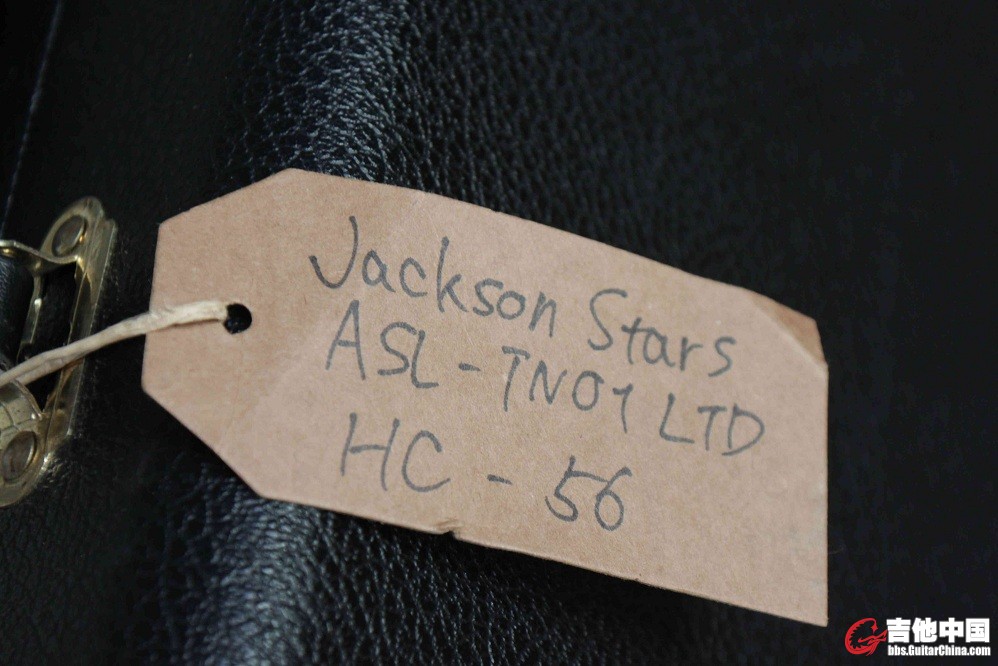 Jackson Stars
ASL-TN01 LTD
HC-56
吉他中国
bbs.GuitarChina.com